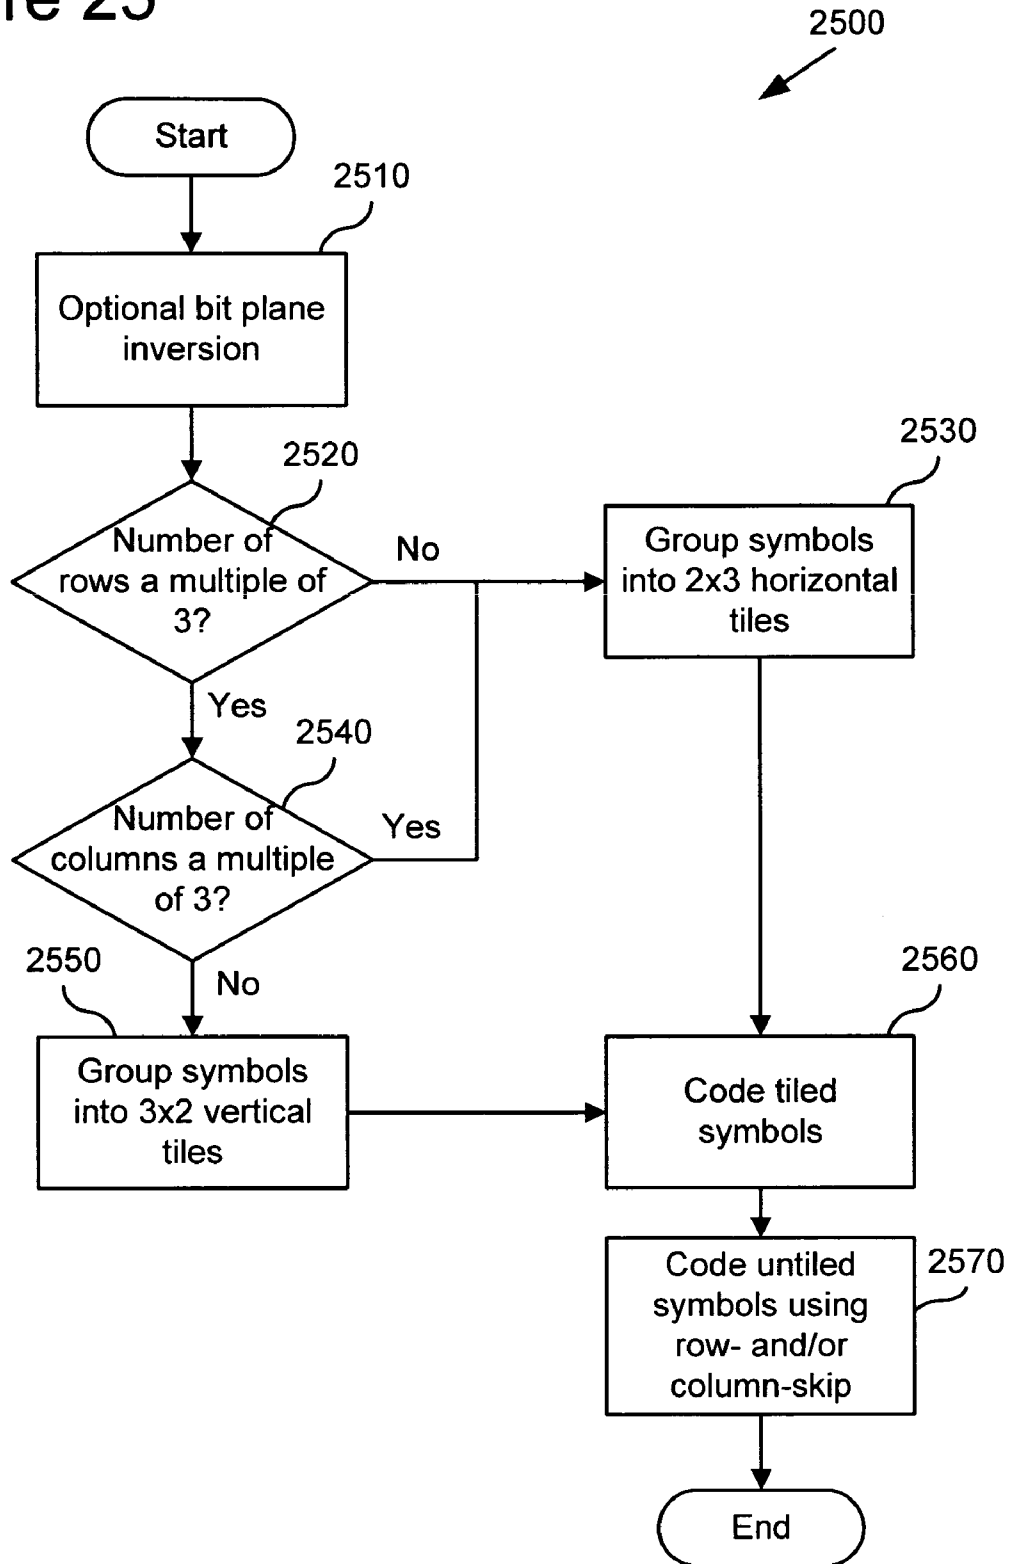 25
2500
Start
2510
Optional bit plane
inversion
2520
Number of
rows a multiple of
3?
No
2530
Group symbols
into 2x3 horizontal
tiles
Yes
2540
Number of
columns a multiple
of 3?
Yes
No
2550
Group symbols
into 3x2 vertical
tiles
2560
Code tiled
symbols
2570
Code untiled
symbols using
row- and/or
column-skip
End